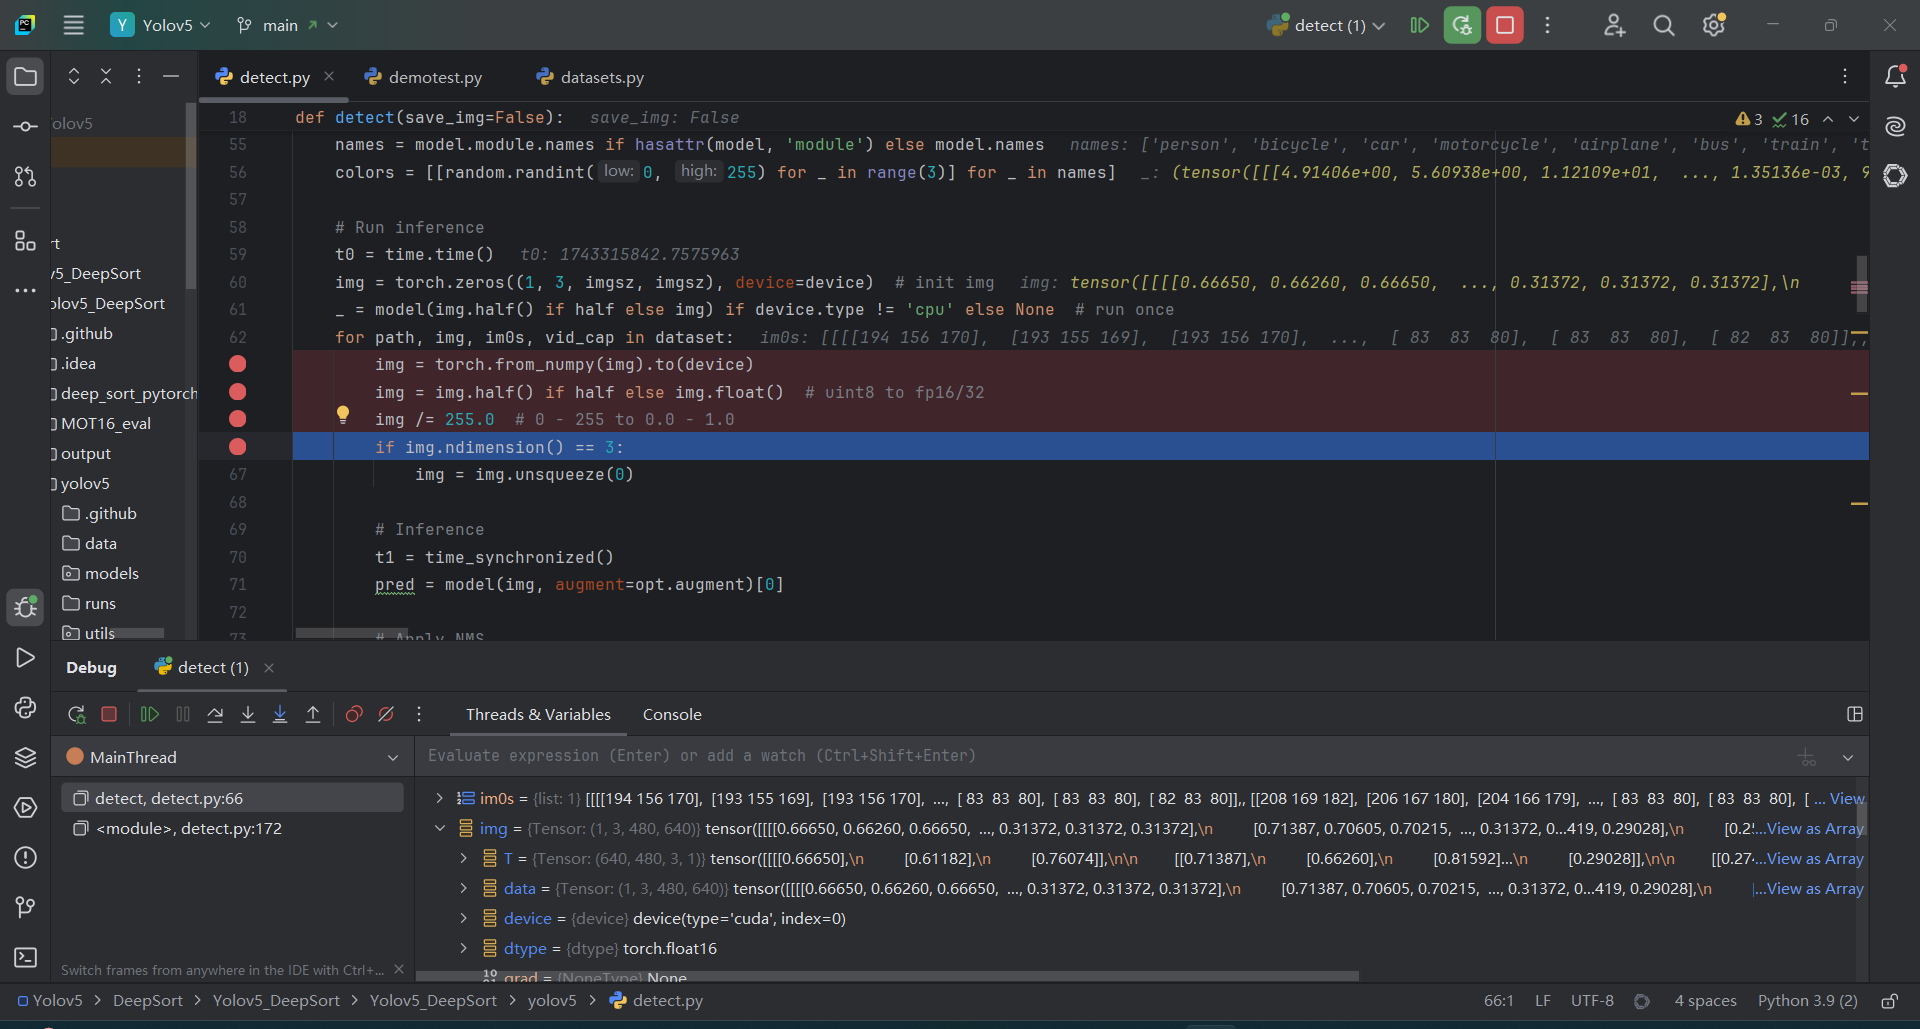 Y Yolov5 main detect (1)
detect.py demotest.py datasets.py
olov5
rt
v5_DeepSort
olov5_DeepSort
.github
.idea
deep_sort_pytorch
MOT16_eval
output
yolov5
.github
data
models
runs
utils
18 def detect(save_img=False): save_img: False
3 16
55 names = model.module.names if hasattr(model, 'module') else model.names names: ['person', 'bicycle', 'car', 'motorcycle', 'airplane', 'bus', 'train', 't
56 colors = [[random.randint( low: 0, high: 255) for _ in range(3)] for _ in names] _: (tensor([[[4.91406e+00, 5.60938e+00, 1.12109e+01, ..., 1.35136e-03, 9
57
58 # Run inference
59 t0 = time.time() t0: 1743315842.7575963
60 img = torch.zeros((1, 3, imgsz, imgsz), device=device) # init img img: tensor([[[[0.66650, 0.66260, 0.66650, ..., 0.31372, 0.31372, 0.31372],\n
61 _ = model(img.half() if half else img) if device.type != 'cpu' else None # run once
62 for path, img, im0s, vid_cap in dataset: im0s: [[[[194 156 170], [193 155 169], [193 156 170], ..., [ 83 83 80], [ 83 83 80], [ 82 83 80]],,
img = torch.from_numpy(img).to(device)
img = img.half() if half else img.float() # uint8 to fp16/32
img /= 255.0 # 0 - 255 to 0.0 - 1.0
if img.ndimension() == 3:
67 img = img.unsqueeze(0)
68
69 # Inference
70 t1 = time_synchronized()
71 pred = model(img, augment=opt.augment)[0]
72
73 # Apply NMS
Debug detect (1)
Threads & Variables Console
MainThread
detect, detect.py:66
<module>, detect.py:172
Switch frames from anywhere in the IDE with Ctrl+...
Evaluate expression (Enter) or add a watch (Ctrl+Shift+Enter)
im0s = {list: 1} [[[[194 156 170], [193 155 169], [193 156 170], ..., [ 83 83 80], [ 83 83 80], [ 82 83 80]],, [[208 169 182], [206 167 180], [204 166 179], ..., [ 83 83 80], [ 83 83 80], [ ... View
img = {Tensor: (1, 3, 480, 640)} tensor([[[[0.66650, 0.66260, 0.66650, ..., 0.31372, 0.31372, 0.31372],\n [0.71387, 0.70605, 0.70215, ..., 0.31372, 0...419, 0.29028],\n [0.2!...View as Array
T = {Tensor: (640, 480, 3, 1)} tensor([[[[0.66650],\n [0.61182],\n [0.76074]],\n\n [[0.71387],\n [0.66260],\n [0.81592]...\n [0.29028]],\n\n [[0.27...View as Array
data = {Tensor: (1, 3, 480, 640)} tensor([[[[0.66650, 0.66260, 0.66650, ..., 0.31372, 0.31372, 0.31372],\n [0.71387, 0.70605, 0.70215, ..., 0.31372, 0...419, 0.29028],\n ...View as Array
device = {device} device(type='cuda', index=0)
dtype = {dtype} torch.float16
grad = {NoneType} None
Yolov5 > DeepSort > Yolov5_DeepSort > Yolov5_DeepSort > yolov5 > detect.py 66:1 LF UTF-8 4 spaces Python 3.9 (2)